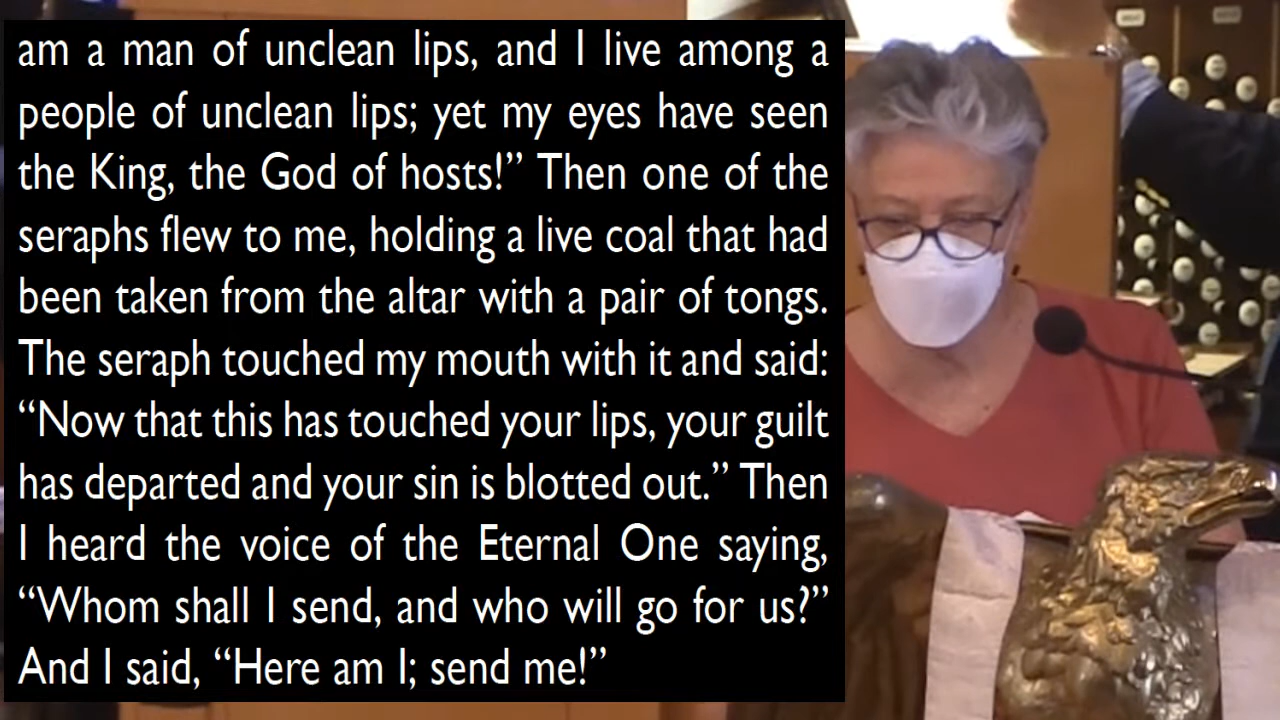 am a man of unclean lips, and I live among a
people of unclean lips; yet my eyes have seen
the King, the God of hosts!” Then one of the
seraphs flew to me, holding a live coal that had
been taken from the altar with a pair of tongs.
The seraph touched my mouth with it and said:
“Now that this has touched your lips, your guilt
has departed and your sin is blotted out.” Then
I heard the voice of the Eternal One saying,
“Whom shall I send, and who will go for us?”
And I said, “Here am I; send me!”